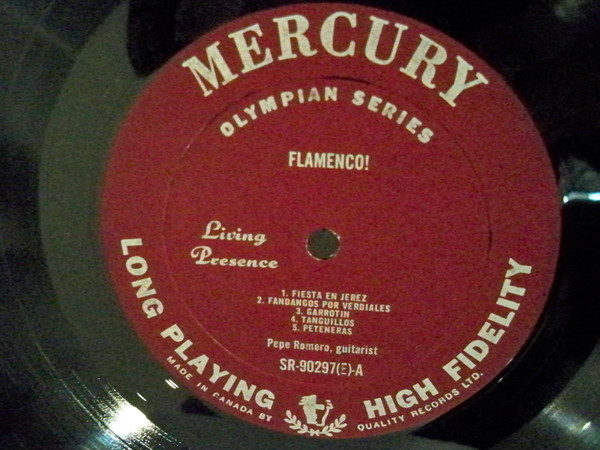 MERCURY
OLYMPIAN SERIES
FLAMENCO!
Living
Presence
1. FIESTA EN JEREZ
2. FANDANGOS POR VERDIALES
3. GARROTIN
4. TANGUILLOS
5. PETENERAS
Pepe Romero, guitarist
SR-90297(E)-A
LONG PLAYING
HIGH FIDELITY
MADE IN CANADA BY
QUALITY RECORDS LTD.